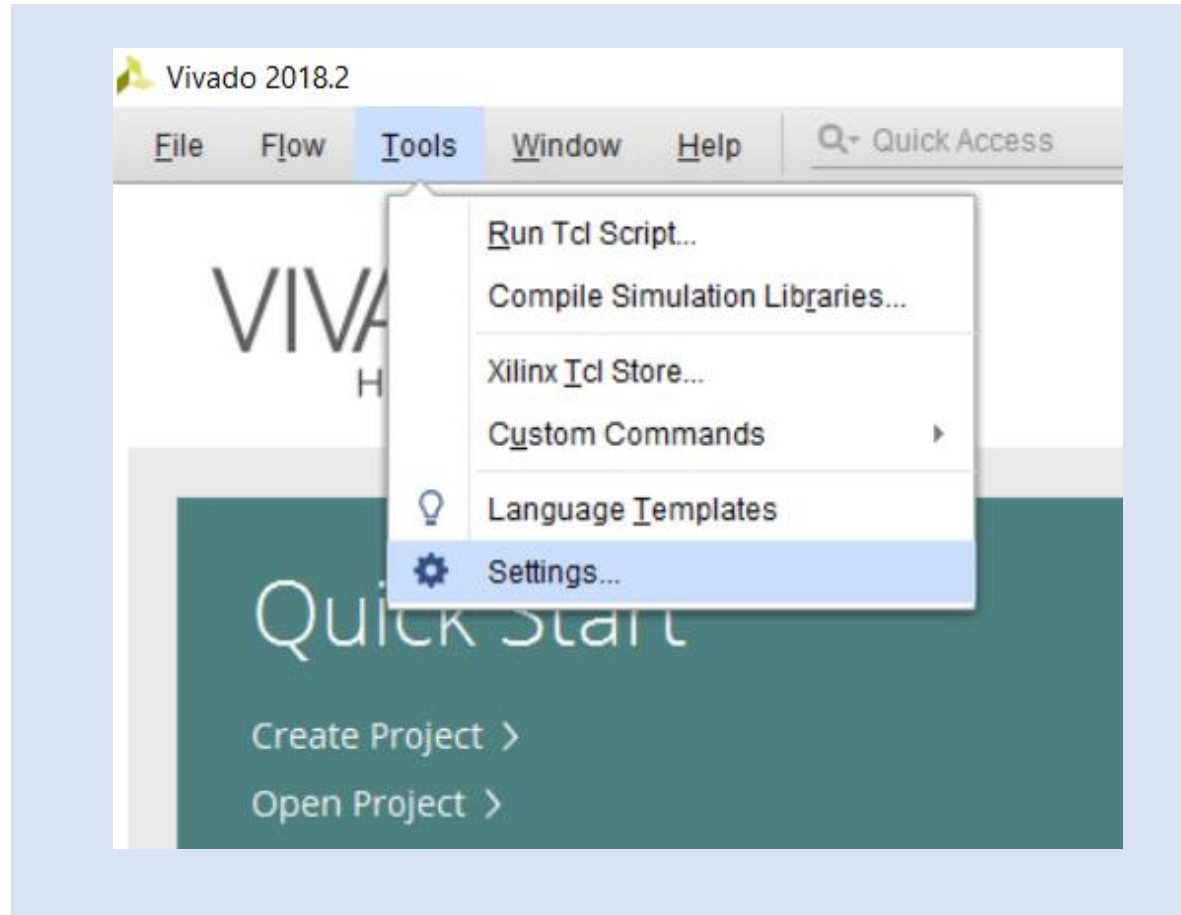 Vivado 2018.2
File Flow Tools Window Help Quick Access
Run Tcl Script...
Compile Simulation Libraries...
Xilinx Tcl Store...
Custom Commands
Language Templates
Settings...
VIVA
H
Quick Start
Create Project >
Open Project >